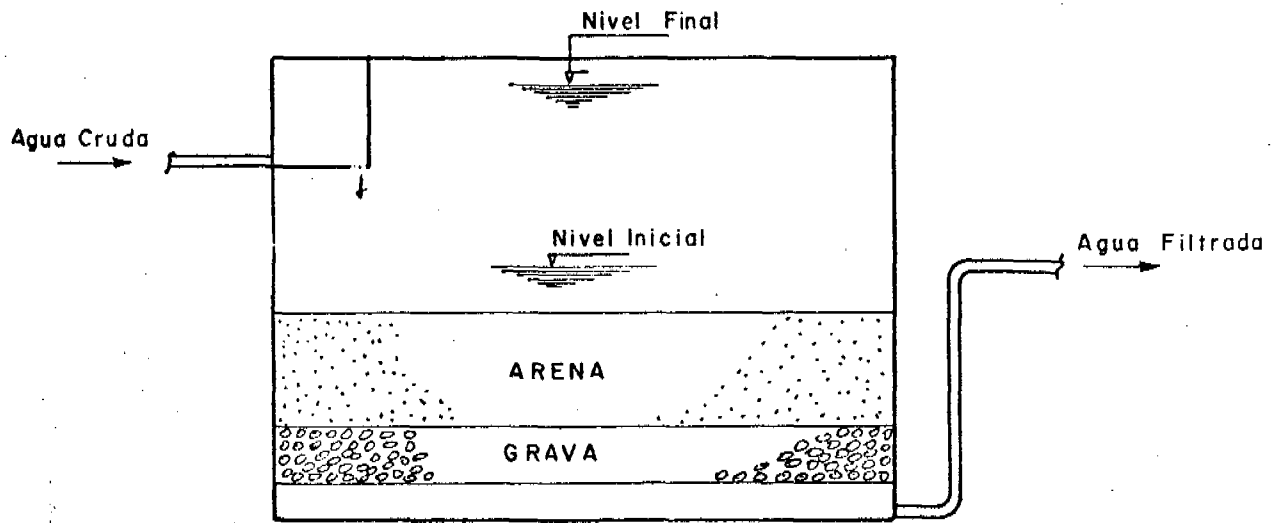 Nivel Final
Agua Cruda
Nivel Inicial
Agua Filtrada
ARENA
GRAVA